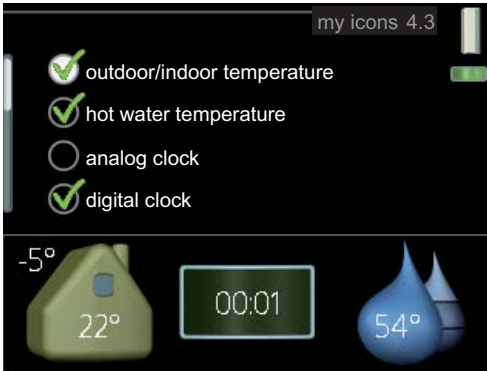 my icons 4.3
outdoor/indoor temperature
hot water temperature
analog clock
digital clock
-5°
22°
00:01
54°